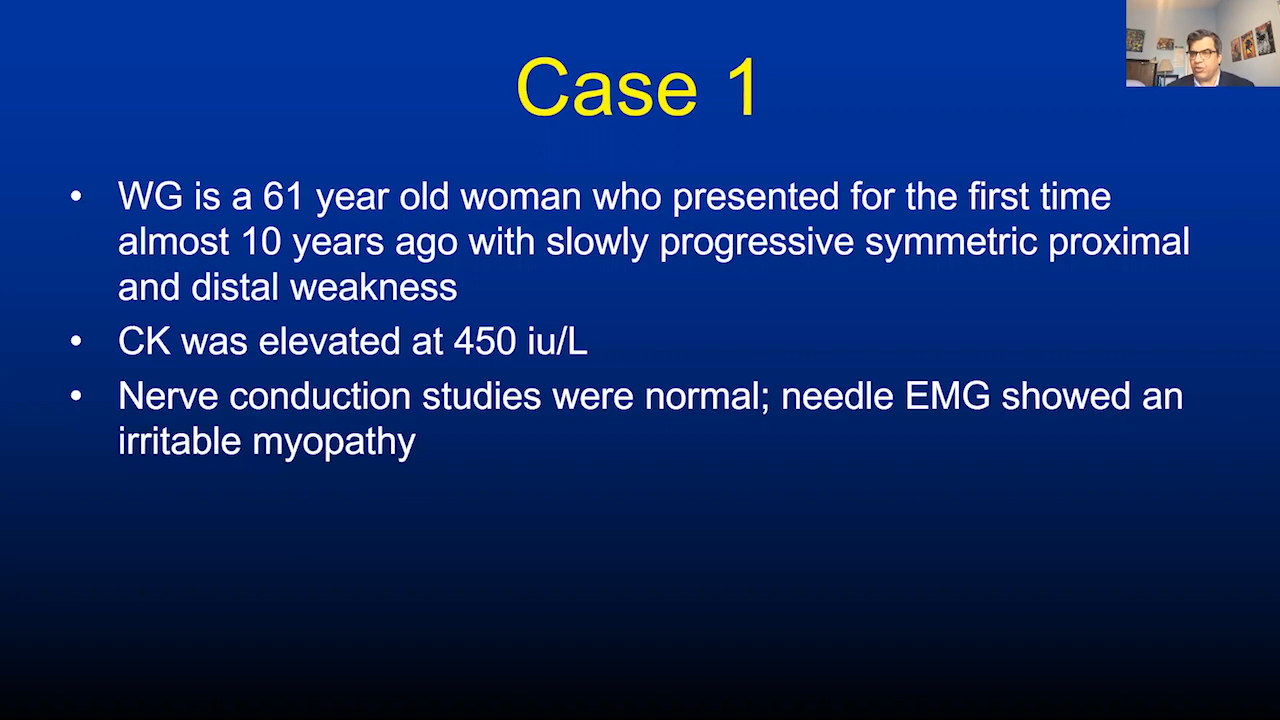 Case 1
• WG is a 61 year old woman who presented for the first time
almost 10 years ago with slowly progressive symmetric proximal
and distal weakness
• CK was elevated at 450 iu/L
• Nerve conduction studies were normal; needle EMG showed an
irritable myopathy